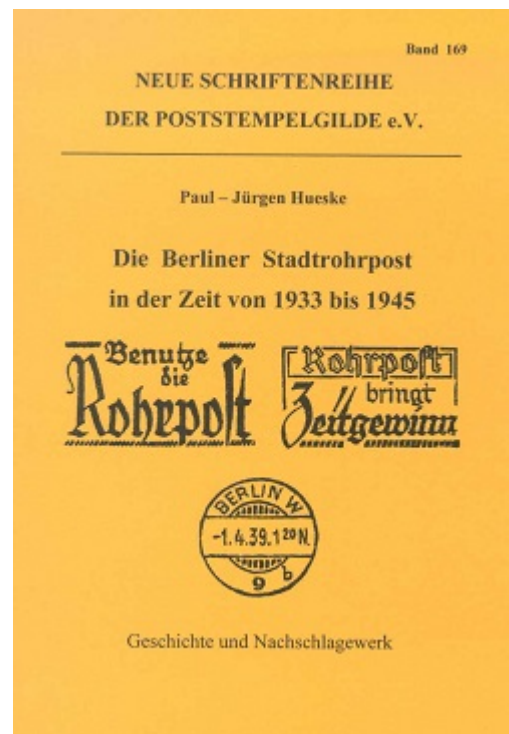 Band 169
NEUE SCHRIFTENREIHE
DER POSTSTEMPELGILDE e.V.
Paul – Jürgen Hueske
Die Berliner Stadtrohrpost
in der Zeit von 1933 bis 1945
Benutze
die
Rohrpost
Rohrpost
bringt
Zeitgewinn
BERLIN W
-1.4.39.1 20 N.
9 b
Geschichte und Nachschlagewerk